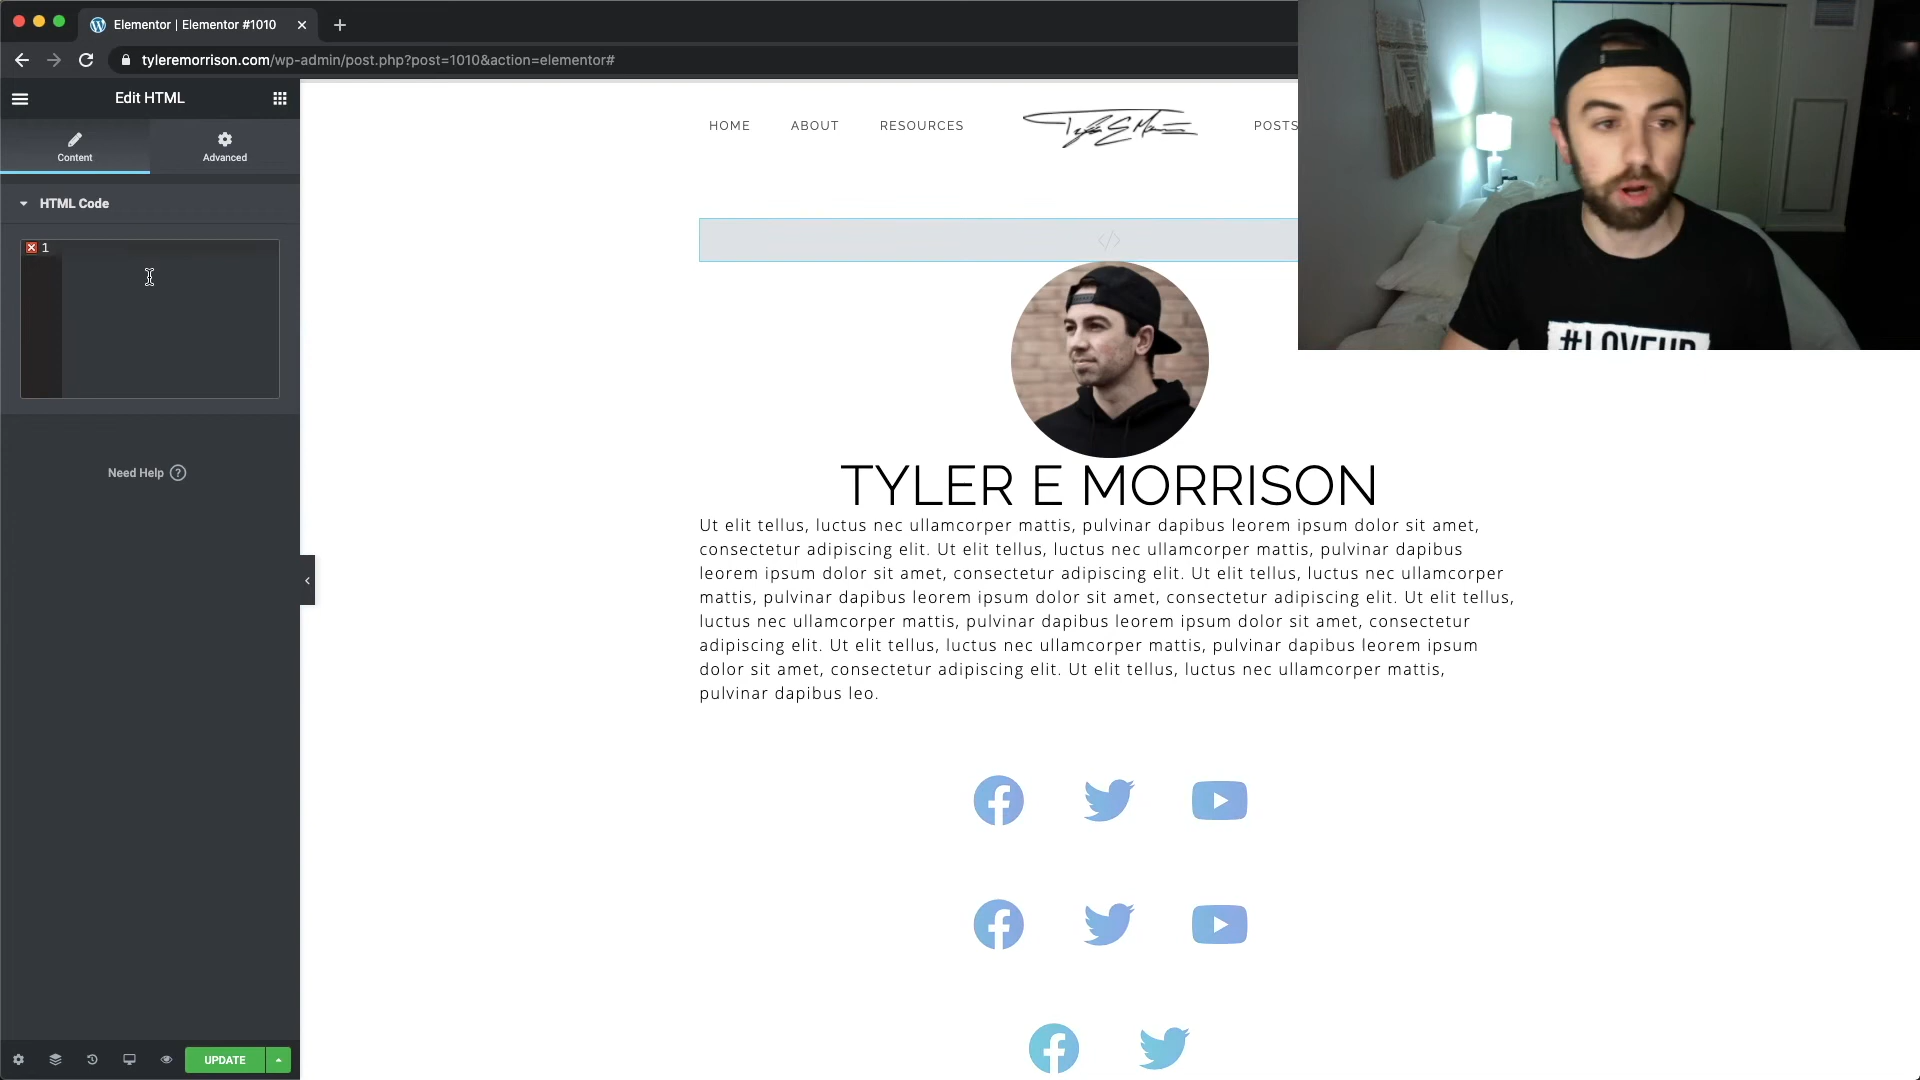 Elementor | Elementor #1010
tyleremorrison.com/wp-admin/post.php?post=1010&action=elementor#
Edit HTML
Content
Advanced
HTML Code
1
Need Help
UPDATE
HOME
ABOUT
RESOURCES
POSTS
TYLER E MORRISON
Ut elit tellus, luctus nec ullamcorper mattis, pulvinar dapibus leorem ipsum dolor sit amet,
consectetur adipiscing elit. Ut elit tellus, luctus nec ullamcorper mattis, pulvinar dapibus
leorem ipsum dolor sit amet, consectetur adipiscing elit. Ut elit tellus, luctus nec ullamcorper
mattis, pulvinar dapibus leorem ipsum dolor sit amet, consectetur adipiscing elit. Ut elit tellus,
luctus nec ullamcorper mattis, pulvinar dapibus leorem ipsum dolor sit amet, consectetur
adipiscing elit. Ut elit tellus, luctus nec ullamcorper mattis, pulvinar dapibus leorem ipsum
dolor sit amet, consectetur adipiscing elit. Ut elit tellus, luctus nec ullamcorper mattis,
pulvinar dapibus leo.